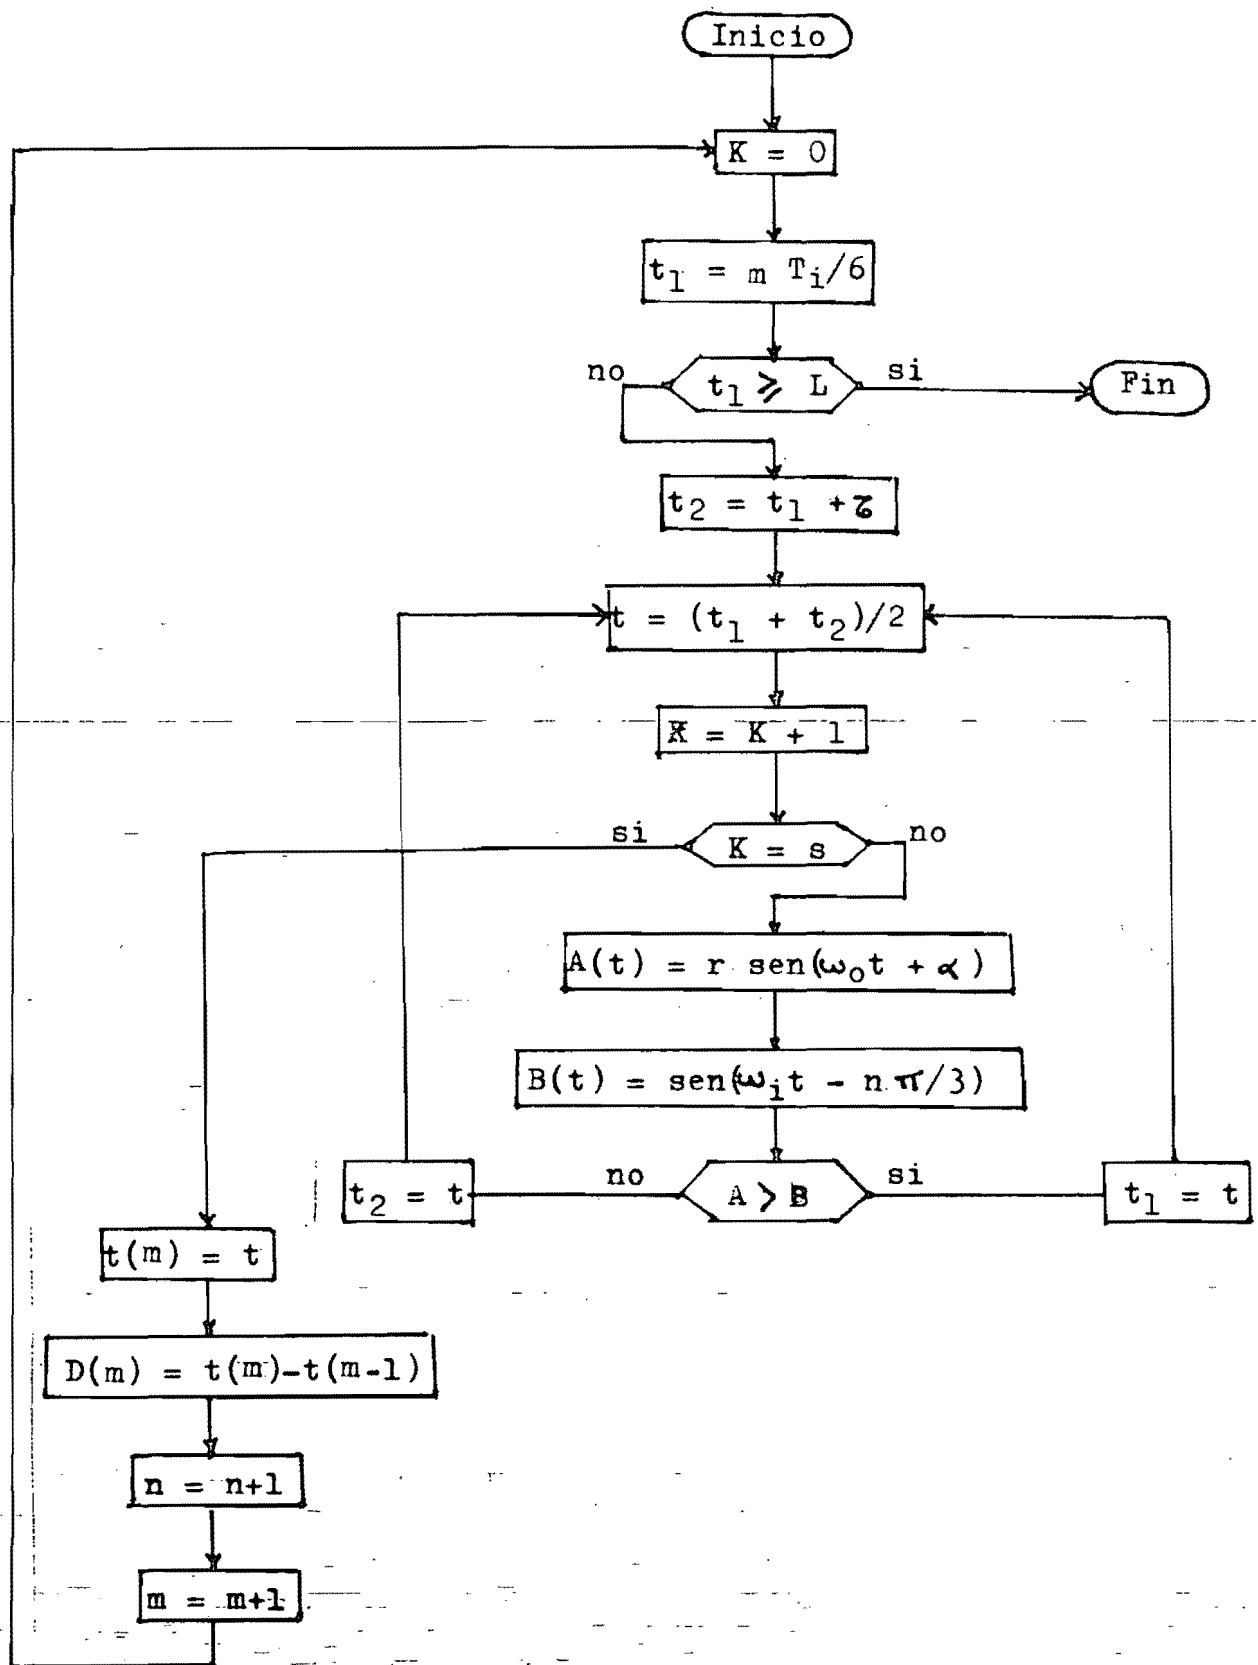 Inicio
K = 0
t₁ = m Tᵢ/6
no
t₁ ⩾ L
si
Fin
t₂ = t₁ + τ
t = (t₁ + t₂)/2
K = K + 1
si
K = s
no
A(t) = r sen(ω₀t + α)
B(t) = sen(ωᵢt - n π/3)
t₂ = t
no
A > B
si
t₁ = t
t(m) = t
D(m) = t(m)-t(m-1)
n = n+1
m = m+1